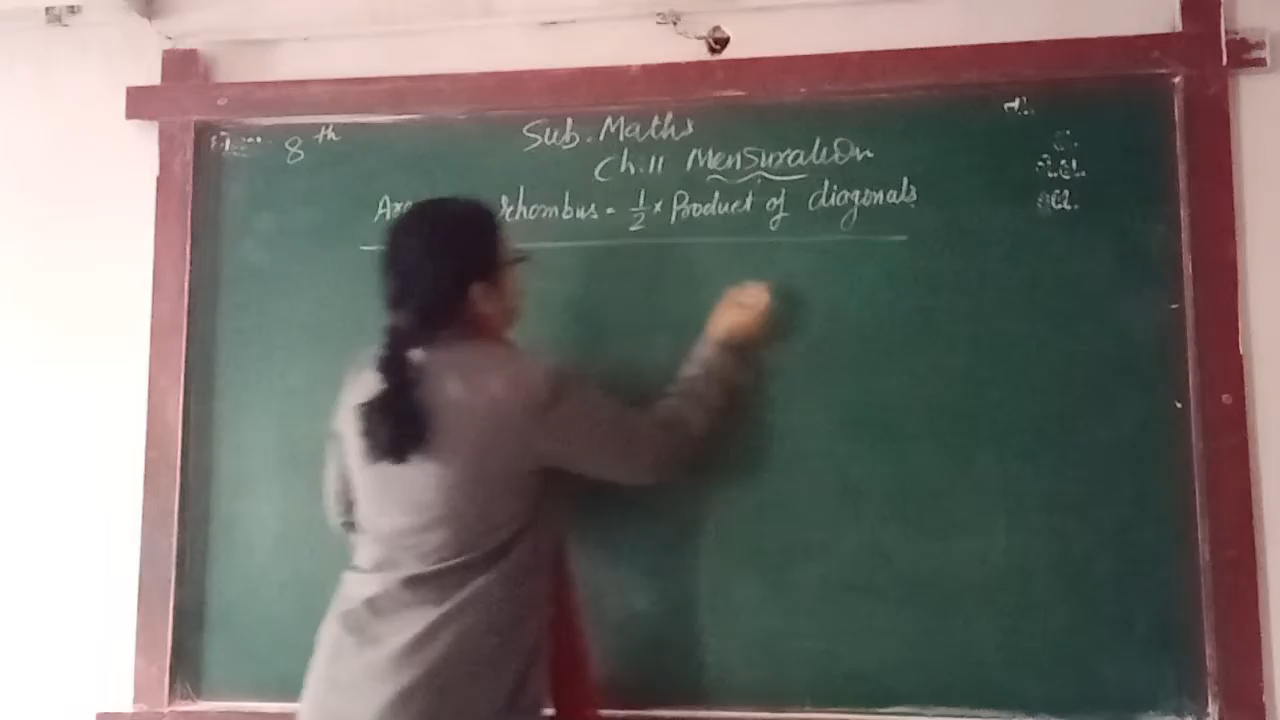 8th
Sub. Maths
Ch.11 Mensuration
rhombus = 1/2 × Product of diagonals